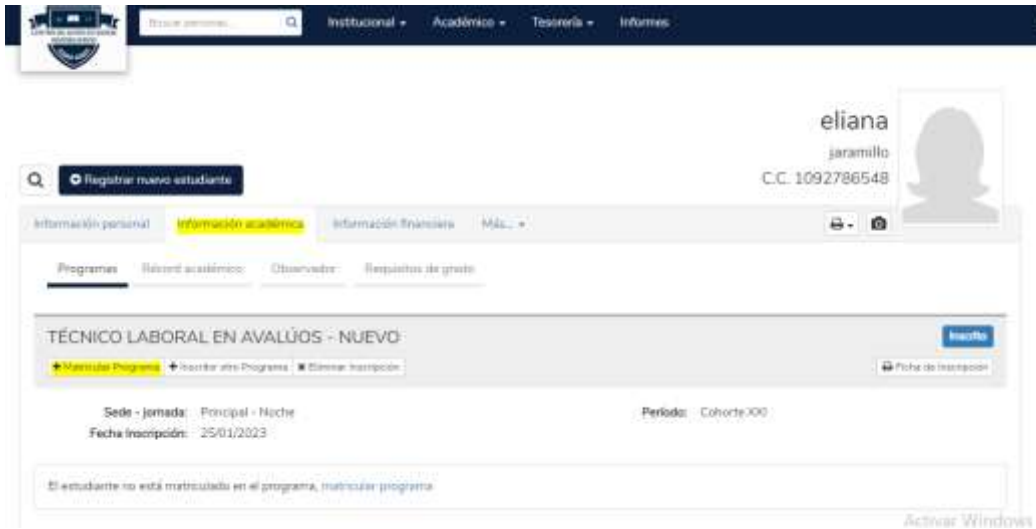 Buscar personas...
Institucional
Académico
Tesorería
Informes
eliana
jaramillo
C.C. 1092786548
Registrar nuevo estudiante
Información personal
Información académica
Información financiera
Más...
Programas
Récord académico
Observador
Requisitos de grado
TÉCNICO LABORAL EN AVALÚOS - NUEVO
Inscrito
Matricular Programa
Inscribir otro Programa
Eliminar Inscripción
Ficha de Inscripción
Sede - jornada: Principal - Noche
Periodo: Cohorte XXI
Fecha Inscripción: 25/01/2023
El estudiante no está matriculado en el programa, matricular programa
Activar Windows